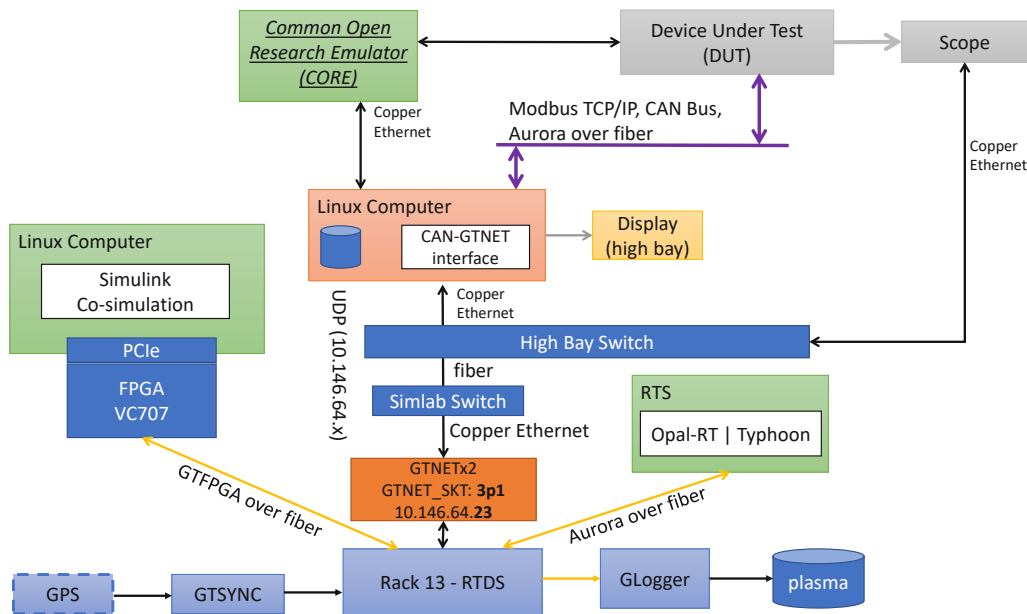 Common Open
Research Emulator
(CORE)
Device Under Test
(DUT)
Scope
Copper
Ethernet
Modbus TCP/IP, CAN Bus,
Aurora over fiber
Copper
Ethernet
Linux Computer
CAN-GTNET
interface
Display
(high bay)
Linux Computer
Simulink
Co-simulation
PCIe
FPGA
VC707
UDP (10.146.64.x)
Copper
Ethernet
High Bay Switch
fiber
Simlab Switch
Copper Ethernet
RTS
Opal-RT | Typhoon
GTNETx2
GTNET_SKT: 3p1
10.146.64.23
GTFPGA over fiber
Aurora over fiber
GPS
GTSYNC
Rack 13 - RTDS
GLogger
plasma